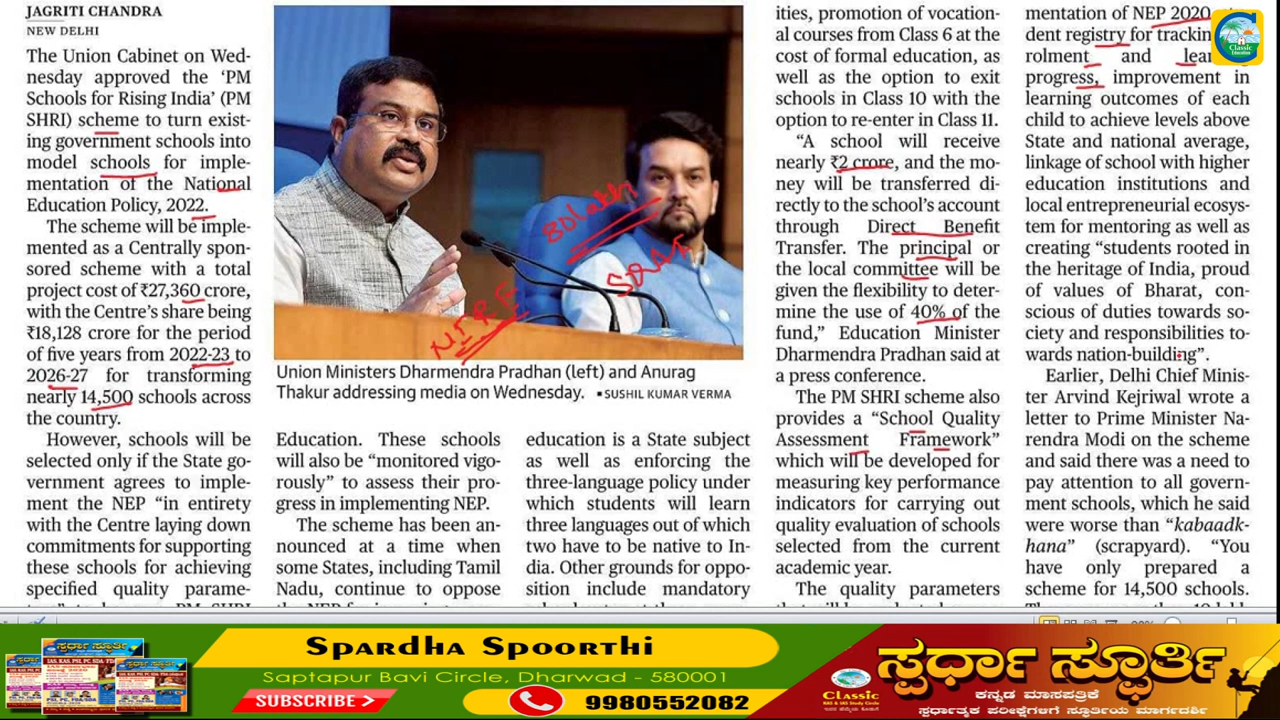 JAGRITI CHANDRA
NEW DELHI
The Union Cabinet on Wed-
nesday approved the ‘PM
Schools for Rising India’ (PM
SHRI) scheme to turn exist-
ing government schools into
model schools for imple-
mentation of the National
Education Policy, 2022.
The scheme will be imple-
mented as a Centrally spon-
sored scheme with a total
project cost of ₹27,360 crore,
with the Centre’s share being
₹18,128 crore for the period
of five years from 2022-23 to
2026-27 for transforming
nearly 14,500 schools across
the country.
However, schools will be
selected only if the State go-
vernment agrees to imple-
ment the NEP “in entirety
with the Centre laying down
commitments for supporting
these schools for achieving
specified quality parame-
80 lakh
SQAF
NIRF
Union Ministers Dharmendra Pradhan (left) and Anurag
Thakur addressing media on Wednesday. ▪ SUSHIL KUMAR VERMA
Education. These schools
will also be “monitored vigo-
rously” to assess their pro-
gress in implementing NEP.
The scheme has been an-
nounced at a time when
some States, including Tamil
Nadu, continue to oppose
education is a State subject
as well as enforcing the
three-language policy under
which students will learn
three languages out of which
two have to be native to In-
dia. Other grounds for oppo-
sition include mandatory
ities, promotion of vocation-
al courses from Class 6 at the
cost of formal education, as
well as the option to exit
schools in Class 10 with the
option to re-enter in Class 11.
“A school will receive
nearly ₹2 crore, and the mo-
ney will be transferred di-
rectly to the school’s account
through Direct Benefit
Transfer. The principal or
the local committee will be
given the flexibility to deter-
mine the use of 40% of the
fund,” Education Minister
Dharmendra Pradhan said at
a press conference.
The PM SHRI scheme also
provides a “School Quality
Assessment Framework”
which will be developed for
measuring key performance
indicators for carrying out
quality evaluation of schools
selected from the current
academic year.
The quality parameters
mentation of NEP 2020,
dent registry for tracking
rolment and
progress, improvement in
learning outcomes of each
child to achieve levels above
State and national average,
linkage of school with higher
education institutions and
local entrepreneurial ecosys-
tem for mentoring as well as
creating “students rooted in
the heritage of India, proud
of values of Bharat, con-
scious of duties towards so-
ciety and responsibilities to-
wards nation-building”.
Earlier, Delhi Chief Minis-
ter Arvind Kejriwal wrote a
letter to Prime Minister Na-
rendra Modi on the scheme
and said there was a need to
pay attention to all govern-
ment schools, which he said
were worse than “kabaadk-
hana” (scrapyard). “You
have only prepared a
scheme for 14,500 schools.
Classic
Education
SPARDHA SPOORTHI
Saptapur Bavi Circle, Dharwad - 580001
SUBSCRIBE
9980552082
Classic
ಸ್ಪರ್ಧಾ ಸ್ಫೂರ್ತಿ
ಕನ್ನಡ ಮಾಸಪತ್ರಿಕೆ
ಸ್ಪರ್ಧಾತ್ಮಕ ಪರೀಕ್ಷೆಗಳಿಗೆ ಸ್ಫೂರ್ತಿಯ ಮಾರ್ಗದರ್ಶಿ